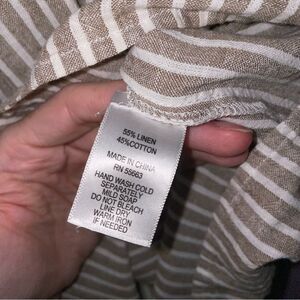 55% LINEN
45%COTTON
MADE IN CHINA
RN 55663
HAND WASH COLD
SEPARATELY
MILD SOAP
DO NOT BLEACH
LINE DRY
WARM IRON
IF NEEDED